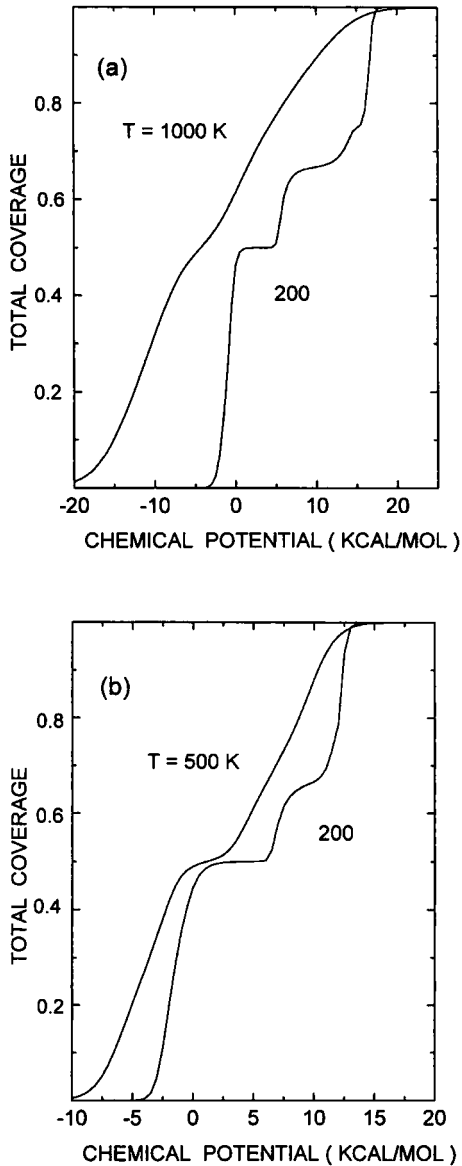 (a)
T = 1000 K
200
TOTAL COVERAGE
0.8
0.6
0.4
0.2
-20 -10 0 10 20
CHEMICAL POTENTIAL ( KCAL/MOL )
(b)
T = 500 K
200
TOTAL COVERAGE
0.8
0.6
0.4
0.2
-10 -5 0 5 10 15 20
CHEMICAL POTENTIAL (KCAL/MOL)